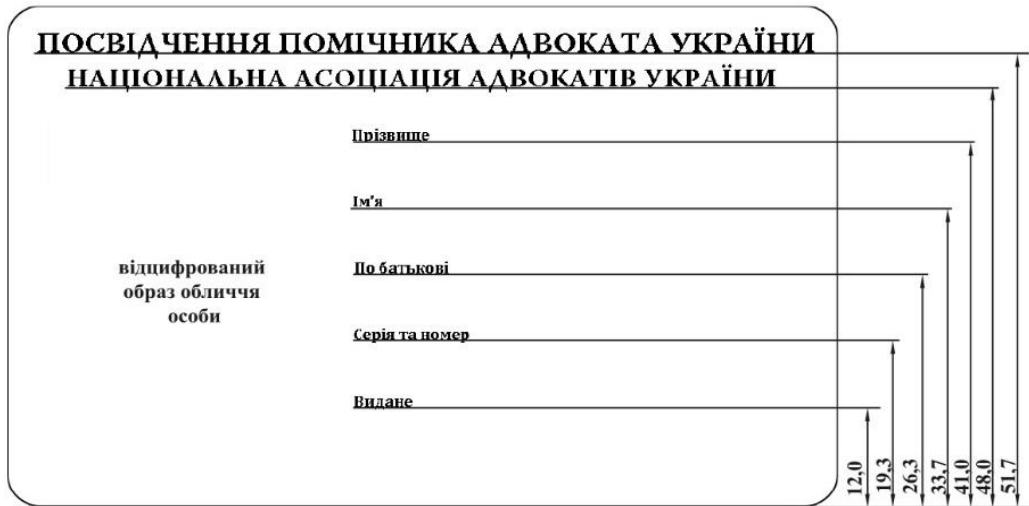 ПОСВІДЧЕННЯ ПОМІЧНИКА АДВОКАТА УКРАЇНИ
НАЦІОНАЛЬНА АСОЦІАЦІЯ АДВОКАТІВ УКРАЇНИ
Прізвище
Ім'я
відцифрований
образ обличчя
особи
По батькові
Серія та номер
Видане
12,0
19,3
26,3
33,7
41,0
48,0
51,7